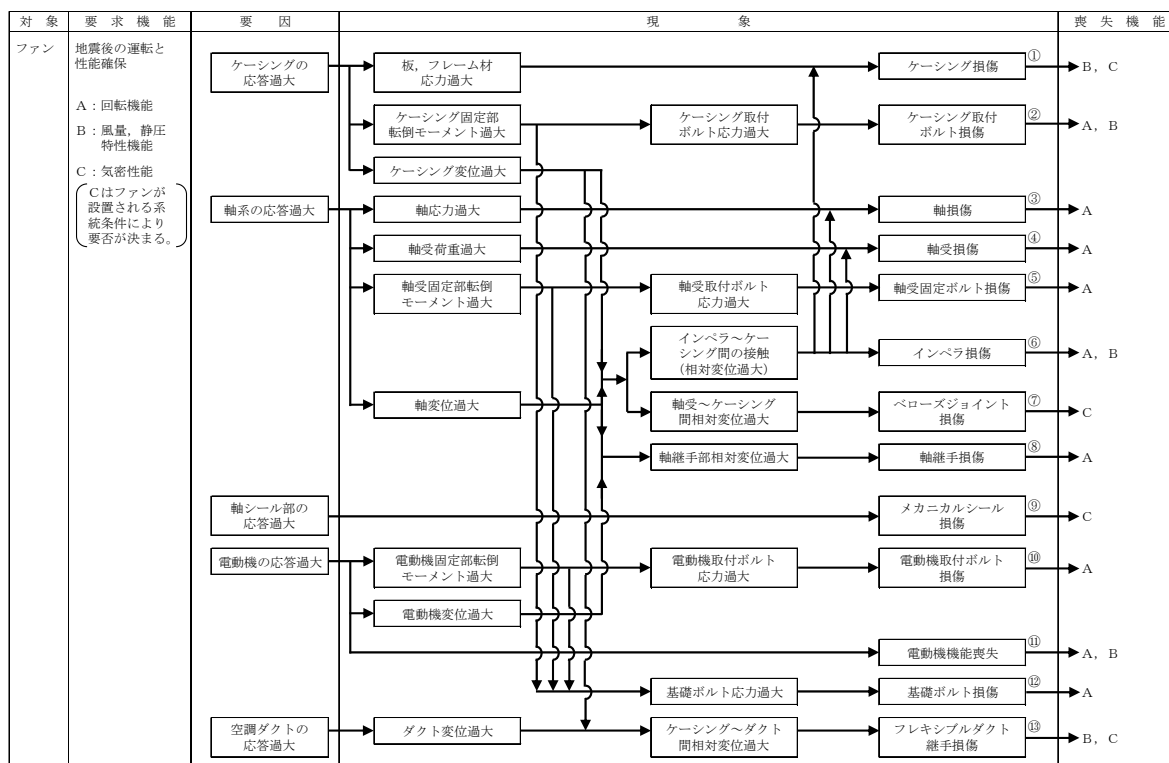 対象 要求機能 要因 現象 喪失機能
ファン
地震後の運転と
性能確保
A：回転機能
B：風量，静圧
特性機能
C：気密性能
Cはファンが
設置される系
統条件により
要否が決まる。
ケーシングの
応答過大
板，フレーム材
応力過大
ケーシング損傷
①
B，C
ケーシング固定部
転倒モーメント過大
ケーシング取付
ボルト応力過大
ケーシング取付
ボルト損傷
②
A，B
ケーシング変位過大
軸系の応答過大
軸応力過大
軸損傷
③
A
軸受荷重過大
軸受損傷
④
A
軸受固定部転倒
モーメント過大
軸受取付ボルト
応力過大
軸受固定ボルト損傷
⑤
A
インペラ～ケー
シング間の接触
(相対変位過大)
インペラ損傷
⑥
A，B
軸変位過大
軸受～ケーシング
間相対変位過大
ベローズジョイント
損傷
⑦
C
軸継手部相対変位過大
軸継手損傷
⑧
A
軸シール部の
応答過大
メカニカルシール
損傷
⑨
C
電動機の応答過大
電動機固定部転倒
モーメント過大
電動機取付ボルト
応力過大
電動機取付ボルト
損傷
⑩
A
電動機変位過大
電動機機能喪失
⑪
A，B
基礎ボルト応力過大
基礎ボルト損傷
⑫
A
空調ダクトの
応答過大
ダクト変位過大
ケーシング～ダクト
間相対変位過大
フレキシブルダクト
継手損傷
⑬
B，C